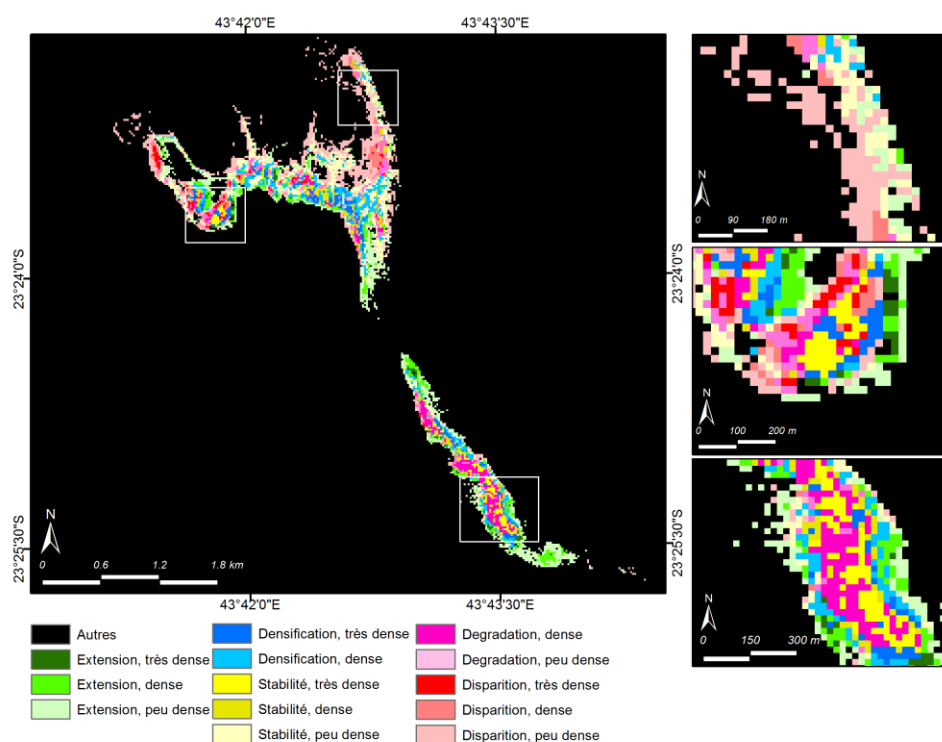 43°42'0"E 43°43'30"E
23°24'0"S 23°24'0"S
23°25'30"S 23°25'30"S
N
0 0.6 1.2 1.8 km
43°42'0"E 43°43'30"E
N
0 90 180 m
N
0 100 200 m
N
0 150 300 m
Autres
Extension, très dense
Extension, dense
Extension, peu dense
Densification, très dense
Densification, dense
Stabilité, très dense
Stabilité, dense
Stabilité, peu dense
Degradation, dense
Degradation, peu dense
Disparition, très dense
Disparition, dense
Disparition, peu dense